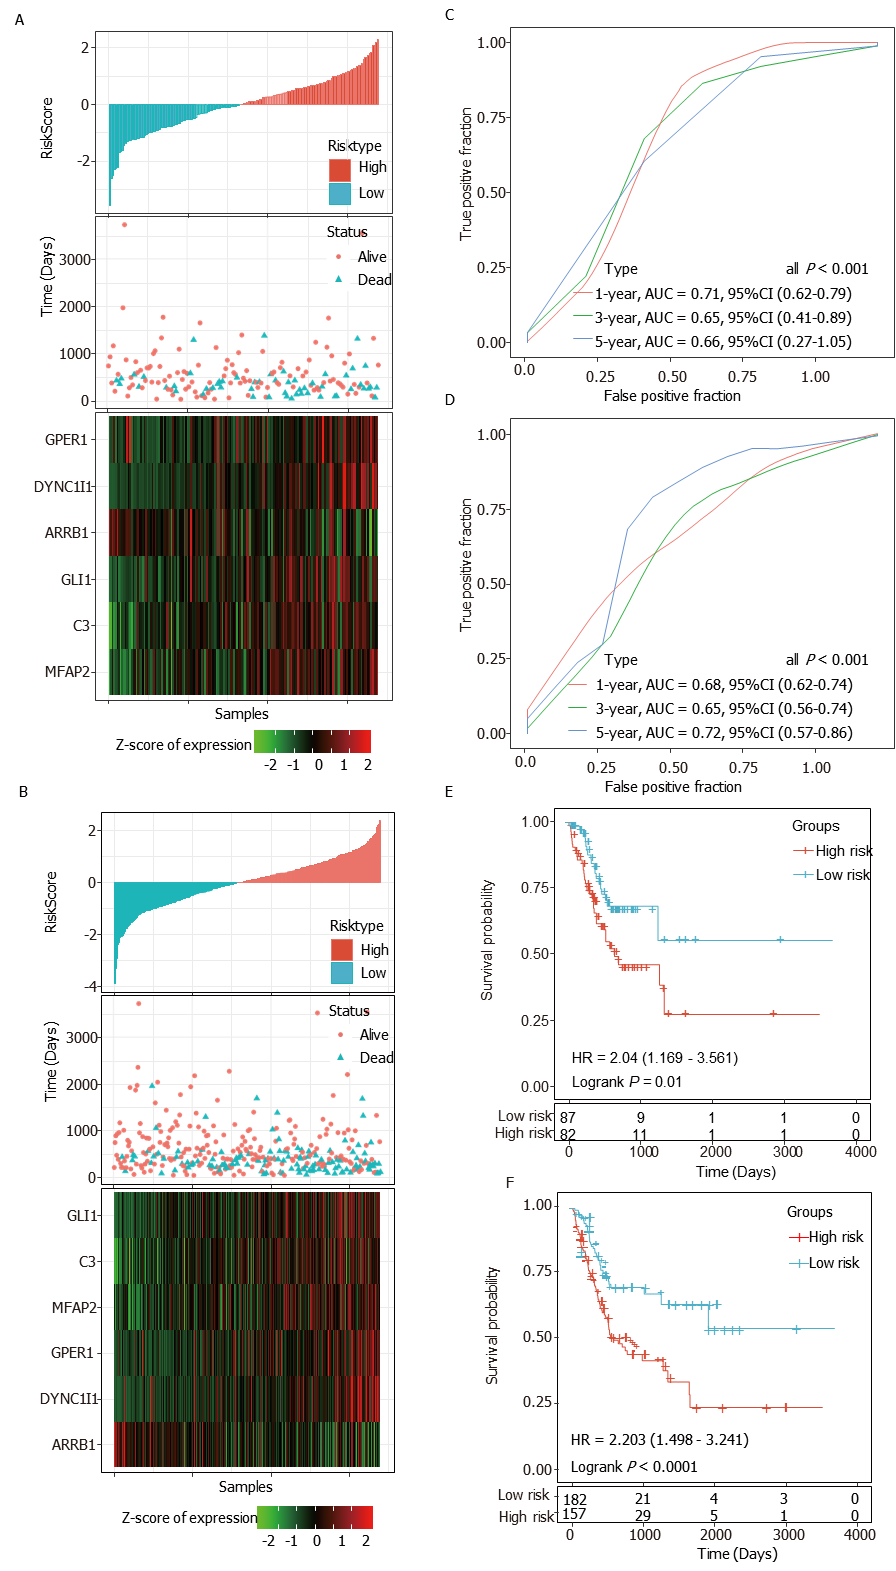 A
2
0
-2
RiskScore
Risktype
High
Low
3000
2000
1000
0
Time (Days)
Status
Alive
Dead
GPER1
DYNC1I1
ARRB1
GLI1
C3
MFAP2
Samples
Z-score of expression
-2 -1 0 1 2
B
2
0
-2
-4
RiskScore
Risktype
High
Low
3000
2000
1000
0
Time (Days)
Status
Alive
Dead
GLI1
C3
MFAP2
GPER1
DYNC1I1
ARRB1
Samples
Z-score of expression
-2 -1 0 1 2
C
1.00
0.75
0.50
0.25
0.00
True positive fraction
Type all P < 0.001
1-year, AUC = 0.71, 95%CI (0.62-0.79)
3-year, AUC = 0.65, 95%CI (0.41-0.89)
5-year, AUC = 0.66, 95%CI (0.27-1.05)
0.0 0.25 0.50 0.75 1.00
False positive fraction
D
1.00
0.75
0.50
0.25
0.00
True positive fraction
Type all P < 0.001
1-year, AUC = 0.68, 95%CI (0.62-0.74)
3-year, AUC = 0.65, 95%CI (0.56-0.74)
5-year, AUC = 0.72, 95%CI (0.57-0.86)
0.0 0.25 0.50 0.75 1.00
False positive fraction
E
1.00
0.75
0.50
0.25
0.00
Survival probability
Groups
High risk
Low risk
HR = 2.04 (1.169 - 3.561)
Logrank P = 0.01
Low risk 87 9 1 1 0
High risk 82 11 1 1 0
0 1000 2000 3000 4000
Time (Days)
F
1.00
0.75
0.50
0.25
0.00
Survival probability
Groups
High risk
Low risk
HR = 2.203 (1.498 - 3.241)
Logrank P < 0.0001
Low risk 182 21 4 3 0
High risk 157 29 5 1 0
0 1000 2000 3000 4000
Time (Days)